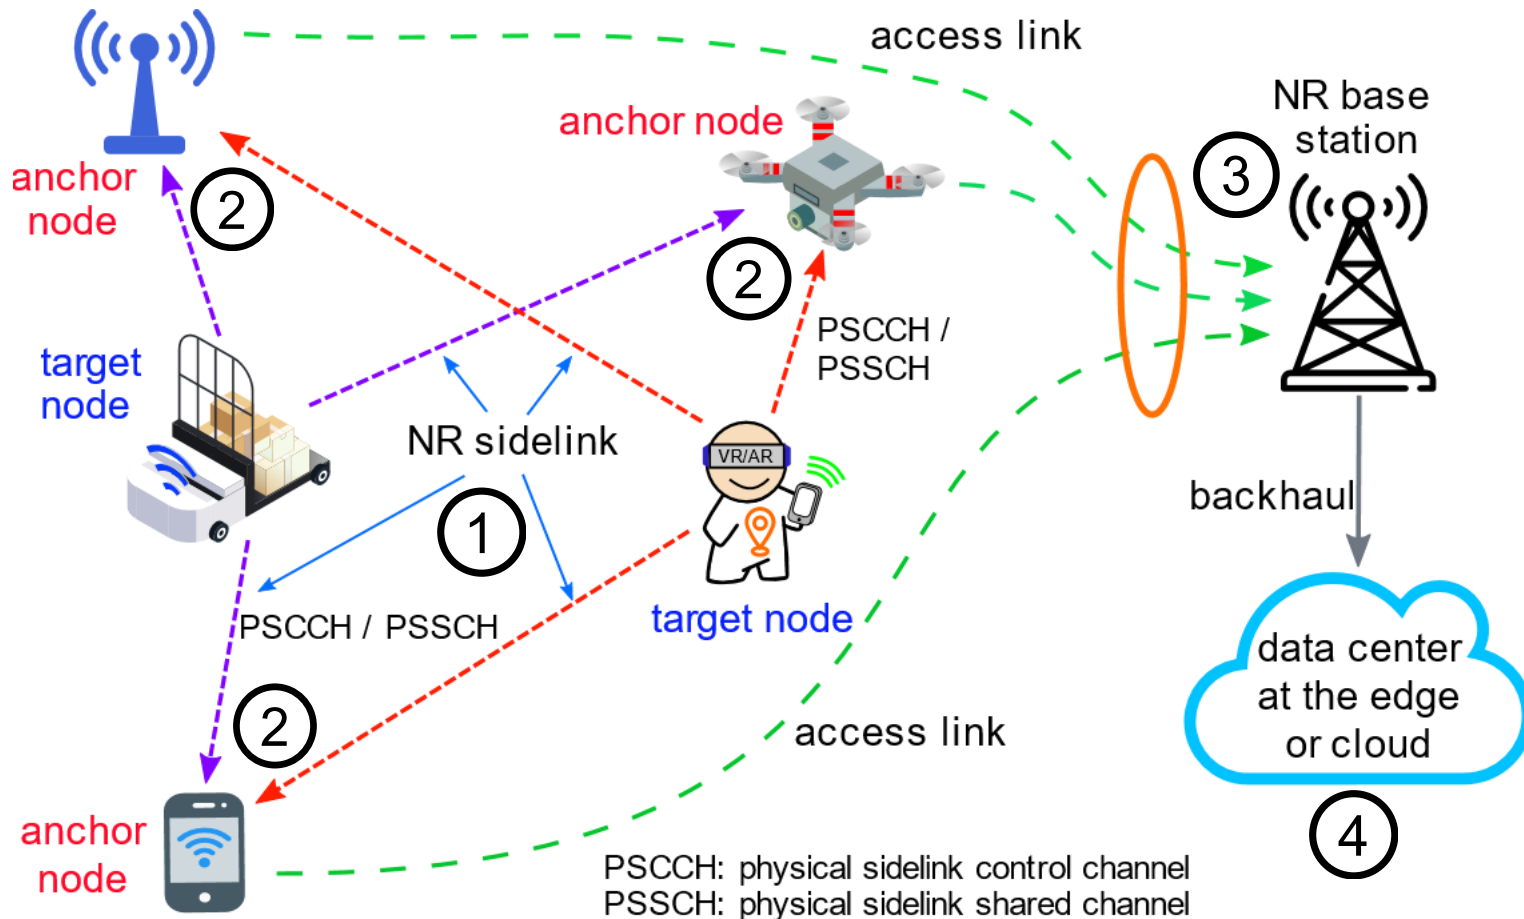 access link
NR base
station
3
anchor node
anchor
node
2
2
PSCCH /
PSSCH
target
node
NR sidelink
VR/AR
1
backhaul
target node
PSCCH / PSSCH
data center
at the edge
or cloud
2
access link
4
anchor
node
PSCCH: physical sidelink control channel
PSSCH: physical sidelink shared channel